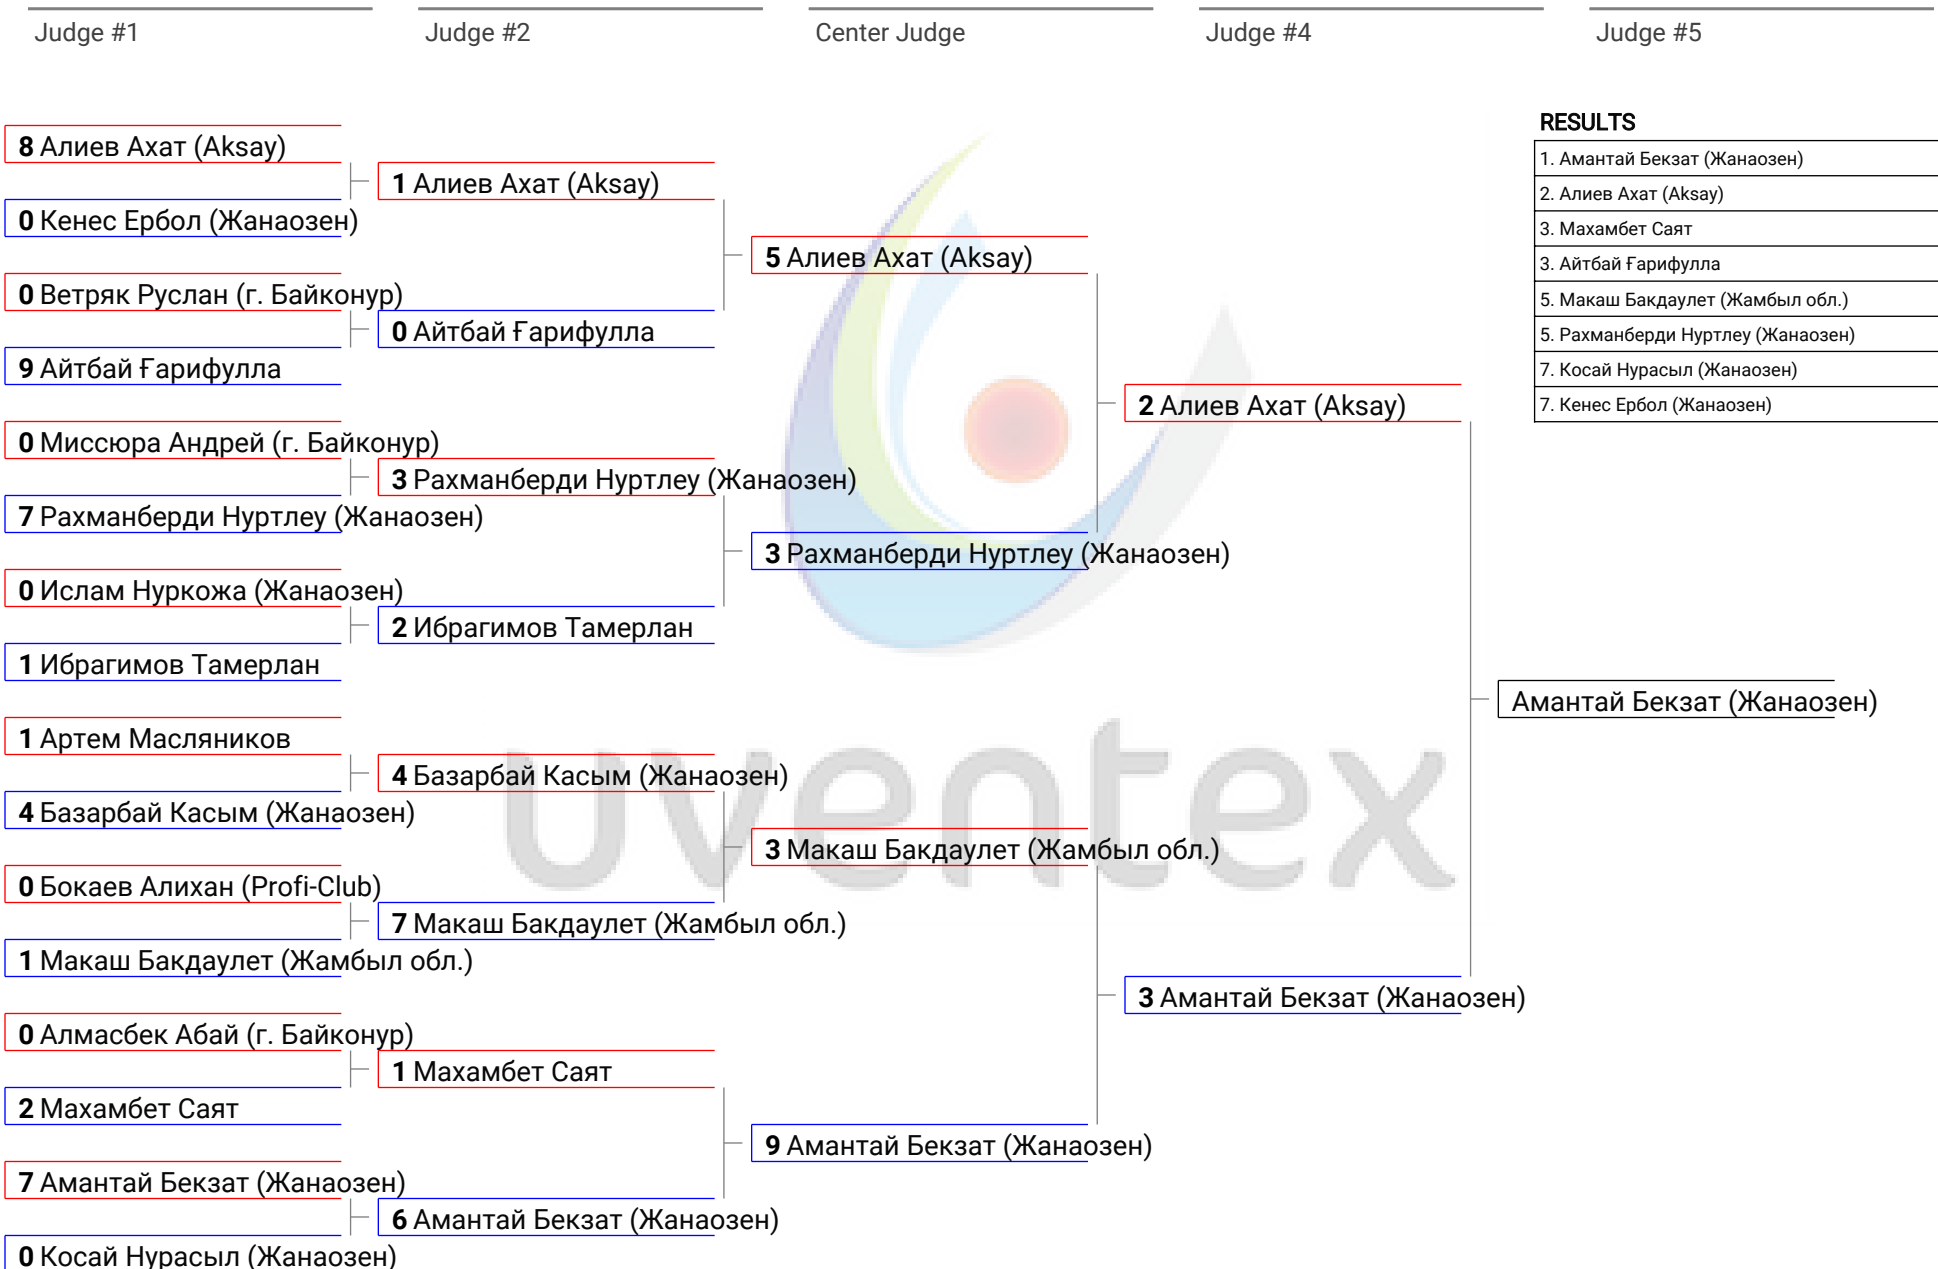 Judge #1
Judge #2
Center Judge
Judge #4
Judge #5
8 Алиев Ахат (Aksay)
0 Кенес Ербол (Жанаозен)
0 Ветряк Руслан (г. Байконур)
9 Айтбай Ғарифулла
0 Миссюра Андрей (г. Байконур)
7 Рахманберди Нуртлеу (Жанаозен)
0 Ислам Нуркожа (Жанаозен)
1 Ибрагимов Тамерлан
1 Артем Масляников
4 Базарбай Касым (Жанаозен)
0 Бокаев Алихан (Profi-Club)
1 Макаш Бакдаулет (Жамбыл обл.)
0 Алмасбек Абай (г. Байконур)
2 Махамбет Саят
7 Амантай Бекзат (Жанаозен)
0 Косай Нурасыл (Жанаозен)
1 Алиев Ахат (Aksay)
0 Айтбай Ғарифулла
3 Рахманберди Нуртлеу (Жанаозен)
2 Ибрагимов Тамерлан
4 Базарбай Касым (Жанаозен)
7 Макаш Бакдаулет (Жамбыл обл.)
1 Махамбет Саят
6 Амантай Бекзат (Жанаозен)
5 Алиев Ахат (Aksay)
3 Рахманберди Нуртлеу (Жанаозен)
3 Макаш Бакдаулет (Жамбыл обл.)
9 Амантай Бекзат (Жанаозен)
2 Алиев Ахат (Aksay)
3 Амантай Бекзат (Жанаозен)
Амантай Бекзат (Жанаозен)
RESULTS
1. Амантай Бекзат (Жанаозен)
2. Алиев Ахат (Aksay)
3. Махамбет Саят
3. Айтбай Ғарифулла
5. Макаш Бакдаулет (Жамбыл обл.)
5. Рахманберди Нуртлеу (Жанаозен)
7. Косай Нурасыл (Жанаозен)
7. Кенес Ербол (Жанаозен)
uventex